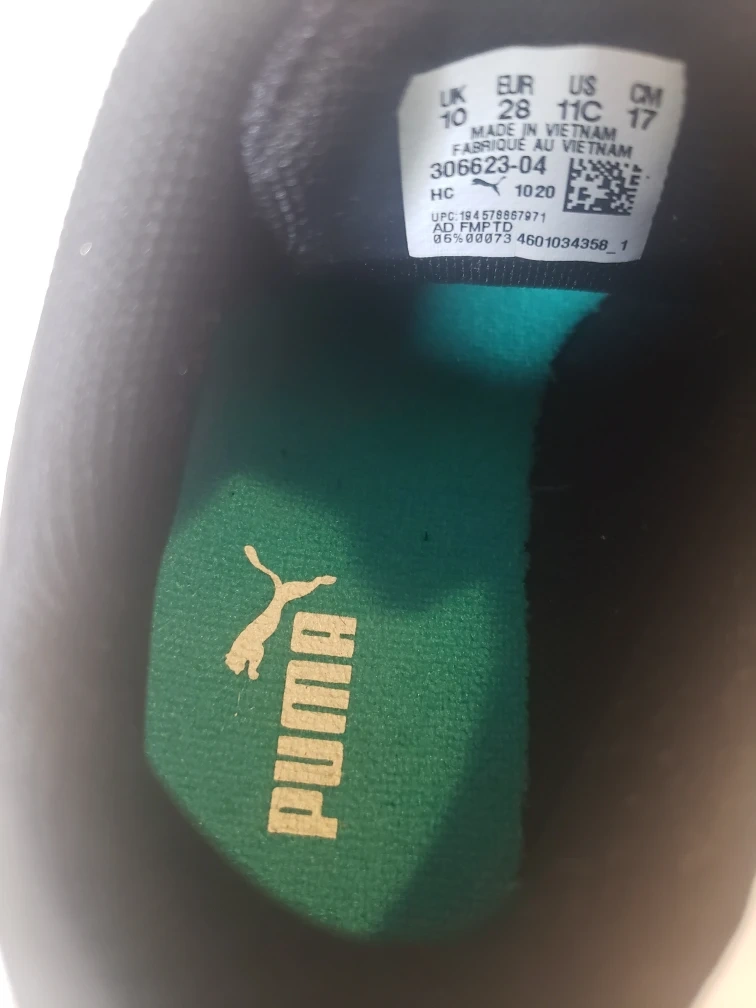 UK EUR US CM
10 28 11C 17
MADE IN VIETNAM
FABRIQUÉ AU VIETNAM
306623-04
HC 1020
UPC:194578867971
AD FMPTD
06%00073 4601034358_1
PUMA